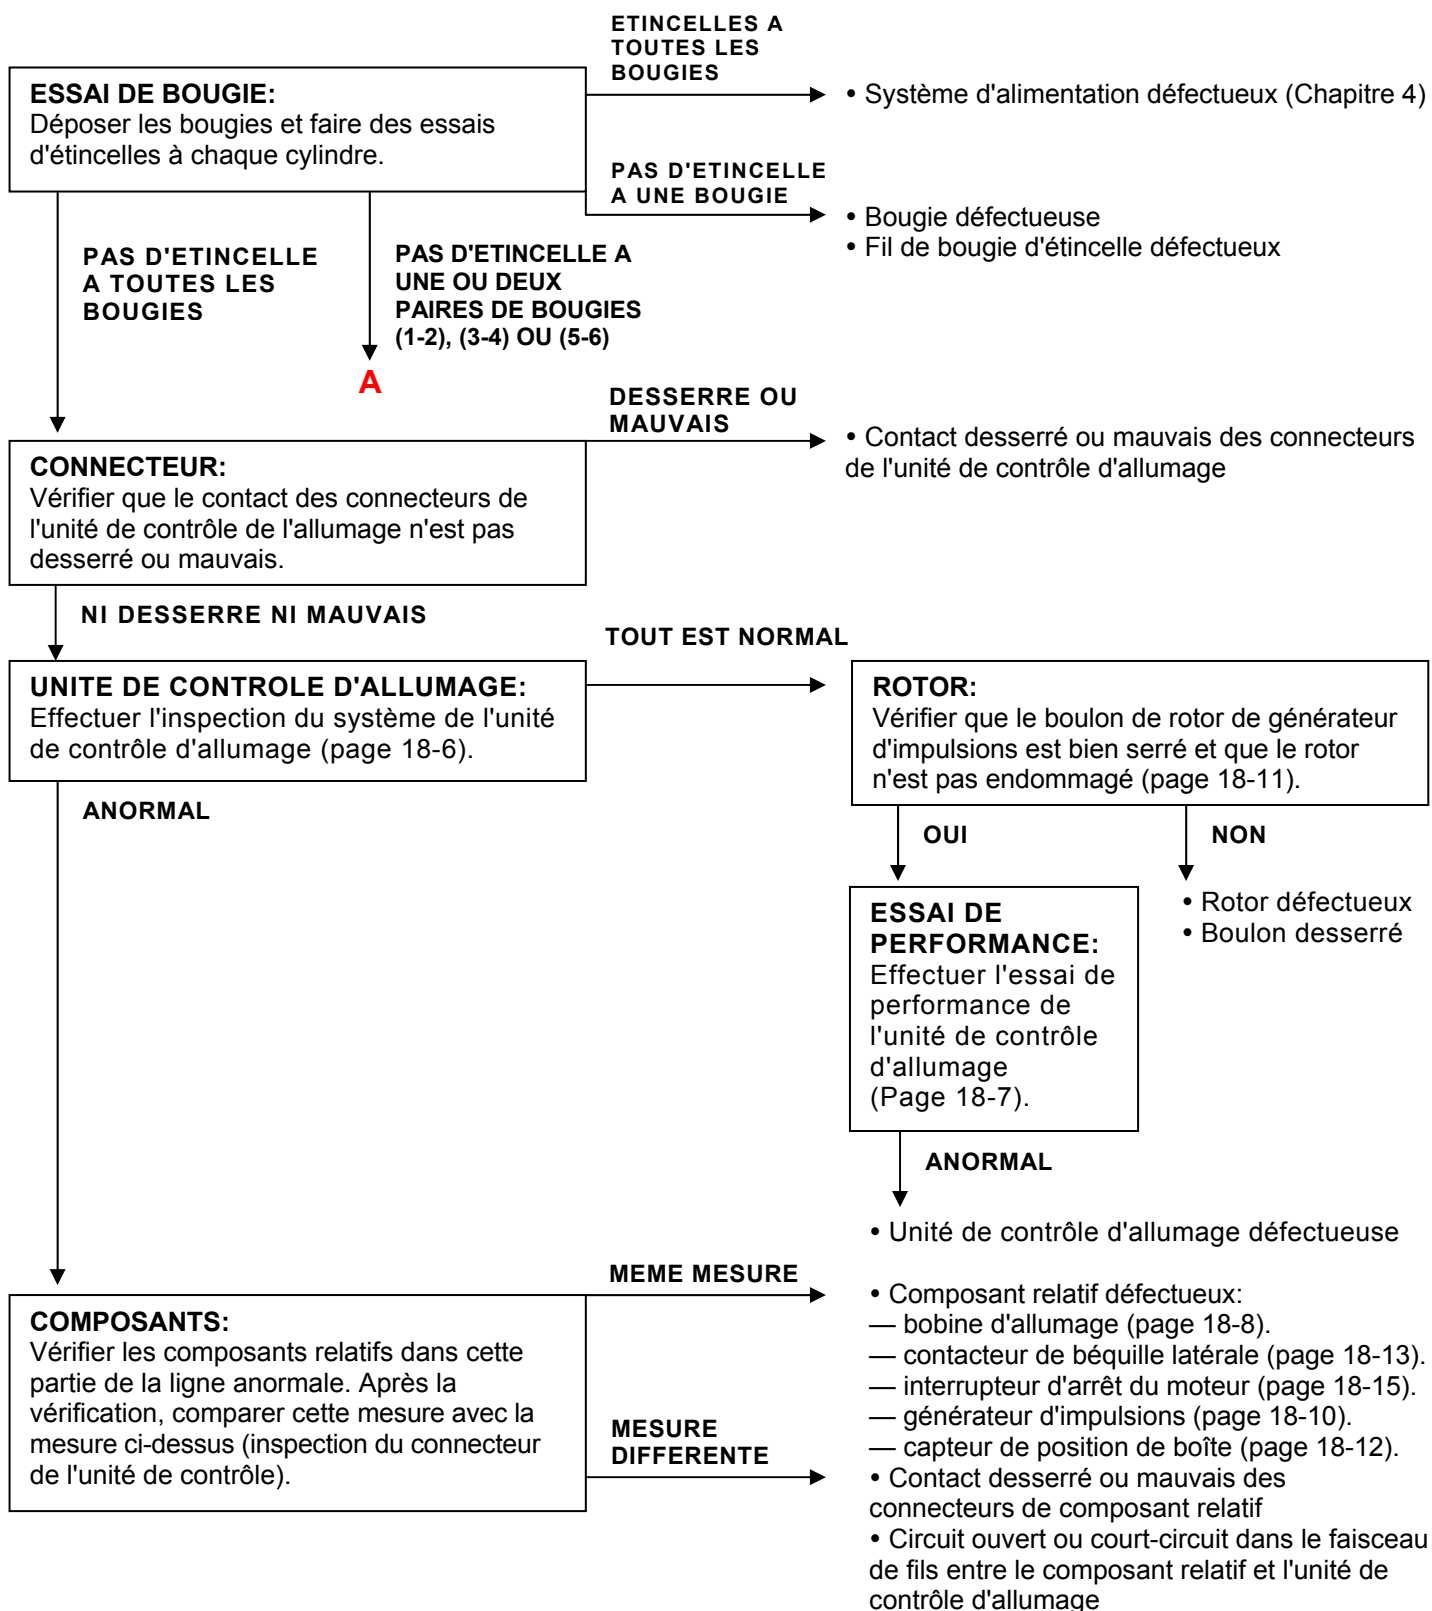 ETINCELLES A
TOUTES LES
BOUGIES
ESSAI DE BOUGIE:
Déposer les bougies et faire des essais
d'étincelles à chaque cylindre.
• Système d'alimentation défectueux (Chapitre 4)
PAS D'ETINCELLE
A UNE BOUGIE
• Bougie défectueuse
• Fil de bougie d'étincelle défectueux
PAS D'ETINCELLE
A TOUTES LES
BOUGIES
PAS D'ETINCELLE A
UNE OU DEUX
PAIRES DE BOUGIES
(1-2), (3-4) OU (5-6)
A
DESSERRE OU
MAUVAIS
• Contact desserré ou mauvais des connecteurs
de l'unité de contrôle d'allumage
CONNECTEUR:
Vérifier que le contact des connecteurs de
l'unité de contrôle de l'allumage n'est pas
desserré ou mauvais.
NI DESSERRE NI MAUVAIS
TOUT EST NORMAL
UNITE DE CONTROLE D'ALLUMAGE:
Effectuer l'inspection du système de l'unité
de contrôle d'allumage (page 18-6).
ROTOR:
Vérifier que le boulon de rotor de générateur
d'impulsions est bien serré et que le rotor
n'est pas endommagé (page 18-11).
ANORMAL
OUI
NON
• Rotor défectueux
• Boulon desserré
ESSAI DE
PERFORMANCE:
Effectuer l'essai de
performance de
l'unité de contrôle
d'allumage
(Page 18-7).
ANORMAL
• Unité de contrôle d'allumage défectueuse
MEME MESURE
COMPOSANTS:
Vérifier les composants relatifs dans cette
partie de la ligne anormale. Après la
vérification, comparer cette mesure avec la
mesure ci-dessus (inspection du connecteur
de l'unité de contrôle).
MESURE
DIFFERENTE
• Composant relatif défectueux:
— bobine d'allumage (page 18-8).
— contacteur de béquille latérale (page 18-13).
— interrupteur d'arrêt du moteur (page 18-15).
— générateur d'impulsions (page 18-10).
— capteur de position de boîte (page 18-12).
• Contact desserré ou mauvais des
connecteurs de composant relatif
• Circuit ouvert ou court-circuit dans le faisceau
de fils entre le composant relatif et l'unité de
contrôle d'allumage